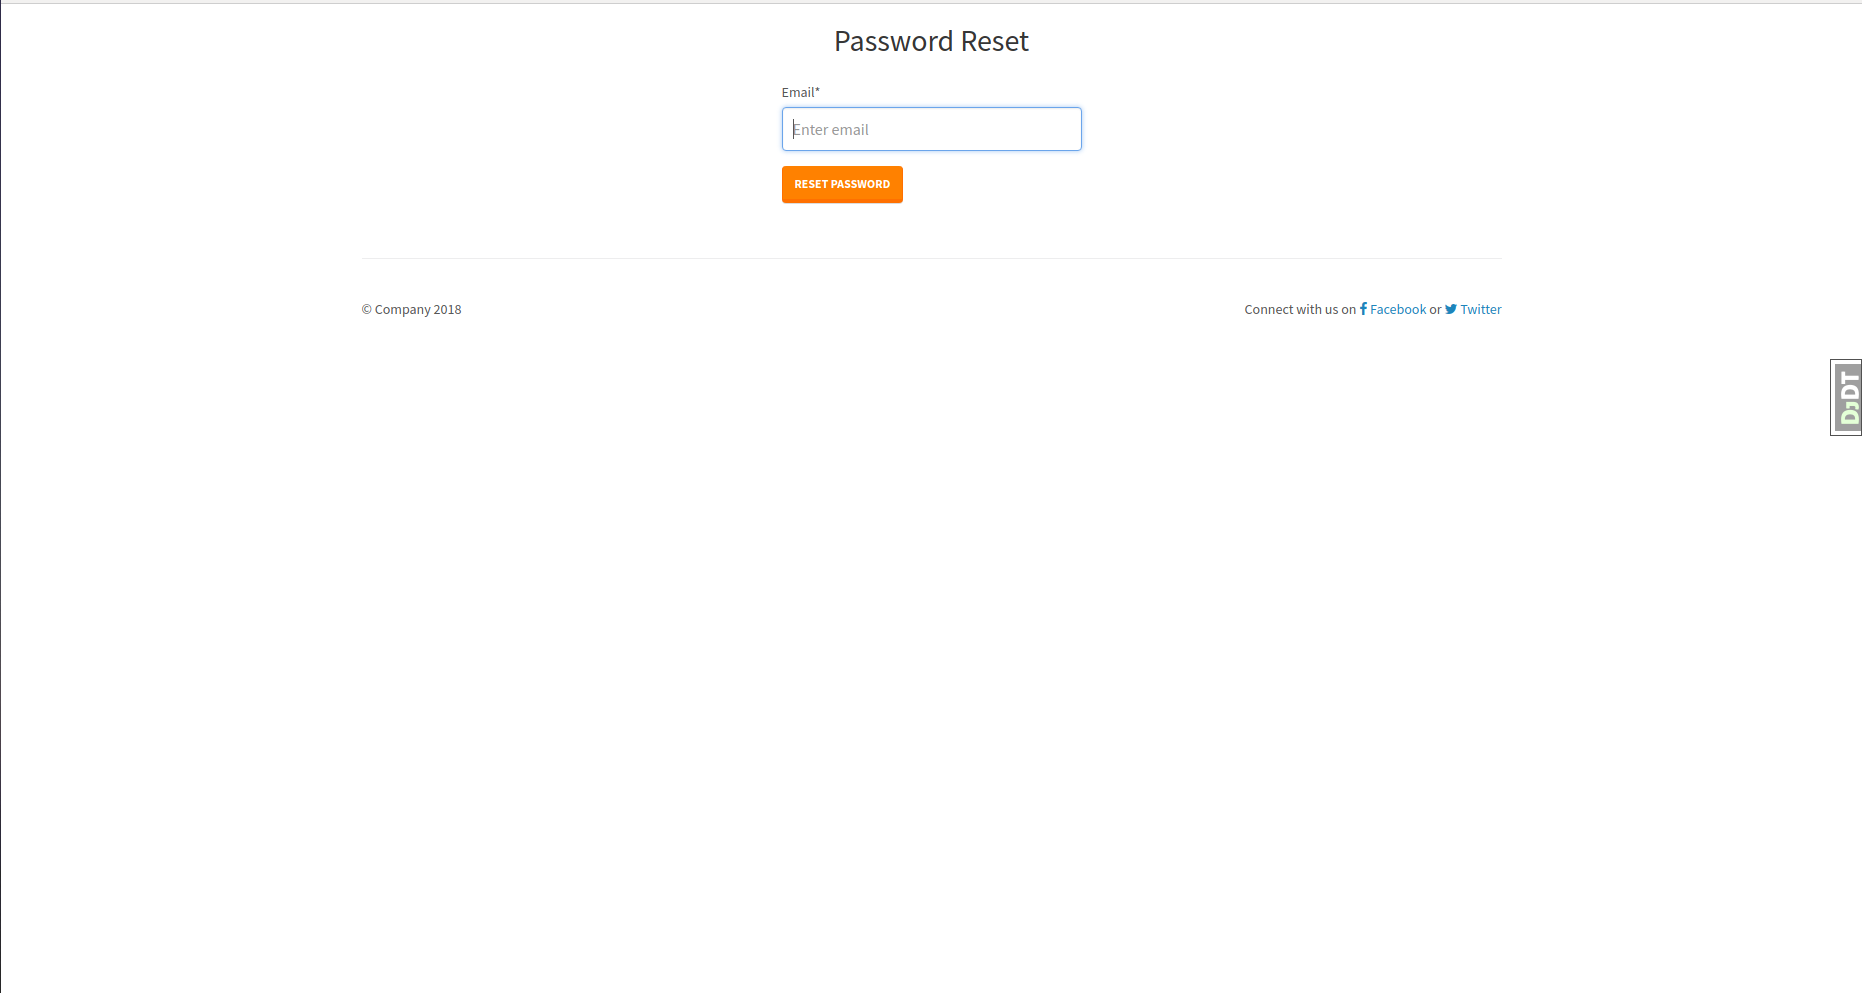 Password Reset
Email*
Enter email
RESET PASSWORD
© Company 2018
Connect with us on Facebook or Twitter
DJDT